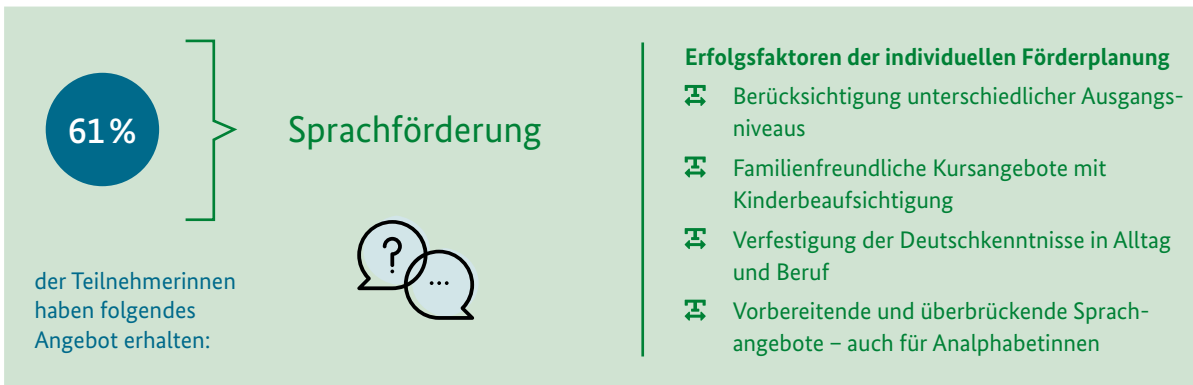 61 %
der Teilnehmerinnen
haben folgendes
Angebot erhalten:
Sprachförderung
?
...
Erfolgsfaktoren der individuellen Förderplanung
Berücksichtigung unterschiedlicher Ausgangs-
niveaus
Familienfreundliche Kursangebote mit
Kinderbeaufsichtigung
Verfestigung der Deutschkenntnisse in Alltag
und Beruf
Vorbereitende und überbrückende Sprach-
angebote – auch für Analphabetinnen